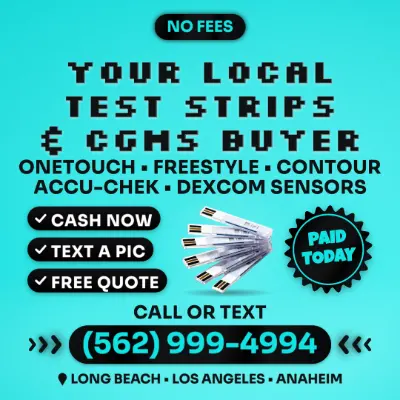 NO FEES
YOUR LOCAL
TEST STRIPS
& CGMS BUYER
ONETOUCH • FREESTYLE • CONTOUR
ACCU-CHEK • DEXCOM SENSORS
CASH NOW
TEXT A PIC
FREE QUOTE
PAID
TODAY
CALL OR TEXT
(562) 999-4994
LONG BEACH • LOS ANGELES • ANAHEIM